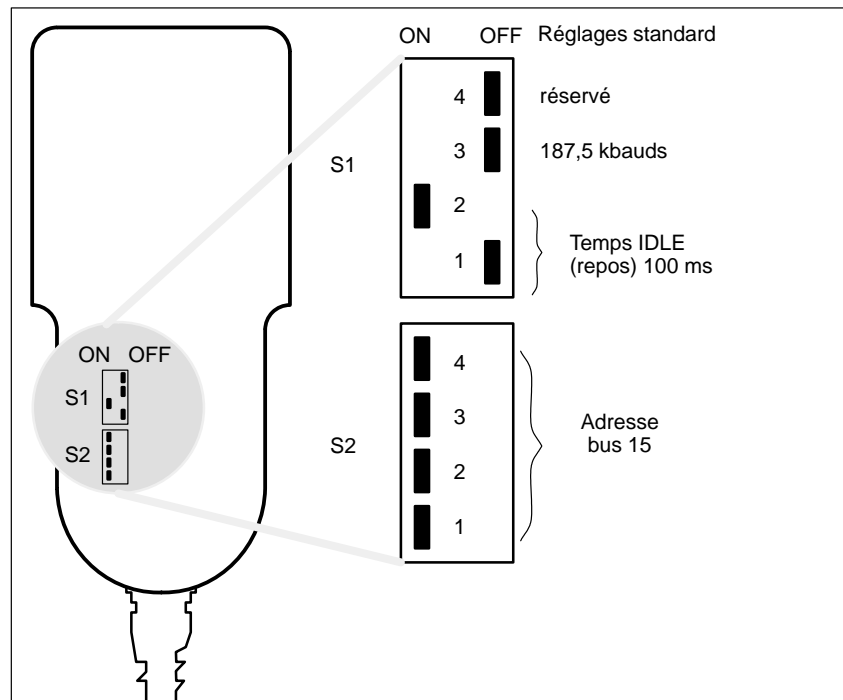 ON OFF Réglages standard
4 réservé
3 187,5 kbauds
S1
2
1
Temps IDLE
(repos) 100 ms
ON OFF
S1
S2
4
3
S2
2
1
Adresse
bus 15